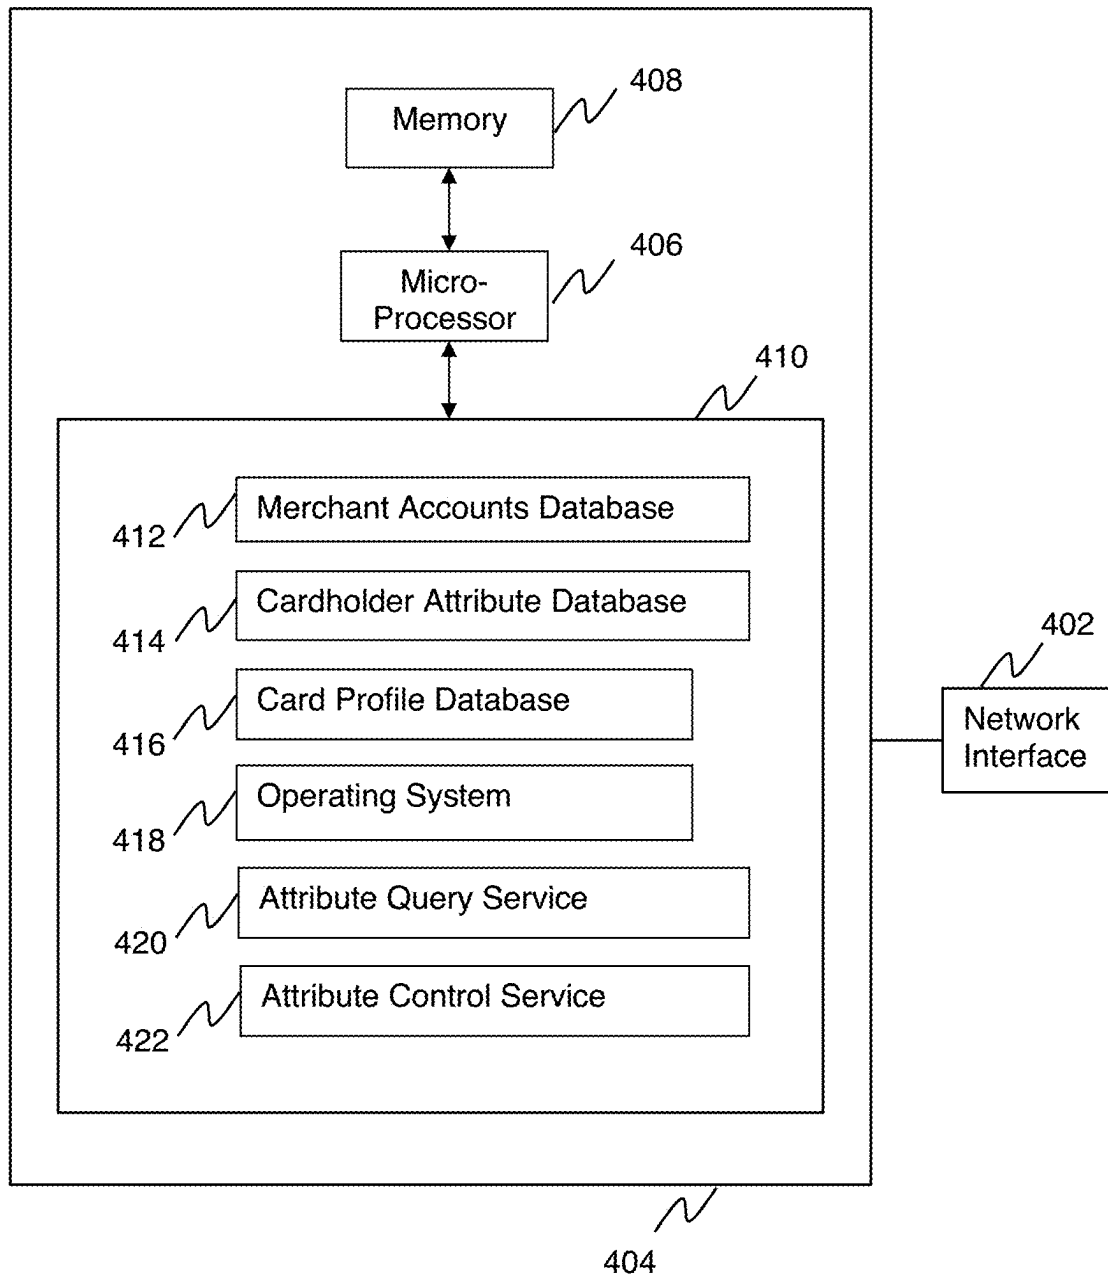 408
Memory
406
Micro-
Processor
410
Merchant Accounts Database
412
Cardholder Attribute Database
414
402
Card Profile Database
416
Network
Interface
Operating System
418
Attribute Query Service
420
Attribute Control Service
422
404